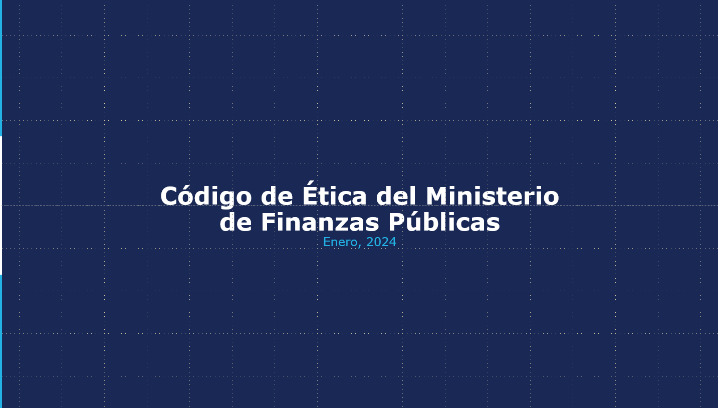 Código de Ética del Ministerio
de Finanzas Públicas
Enero, 2024